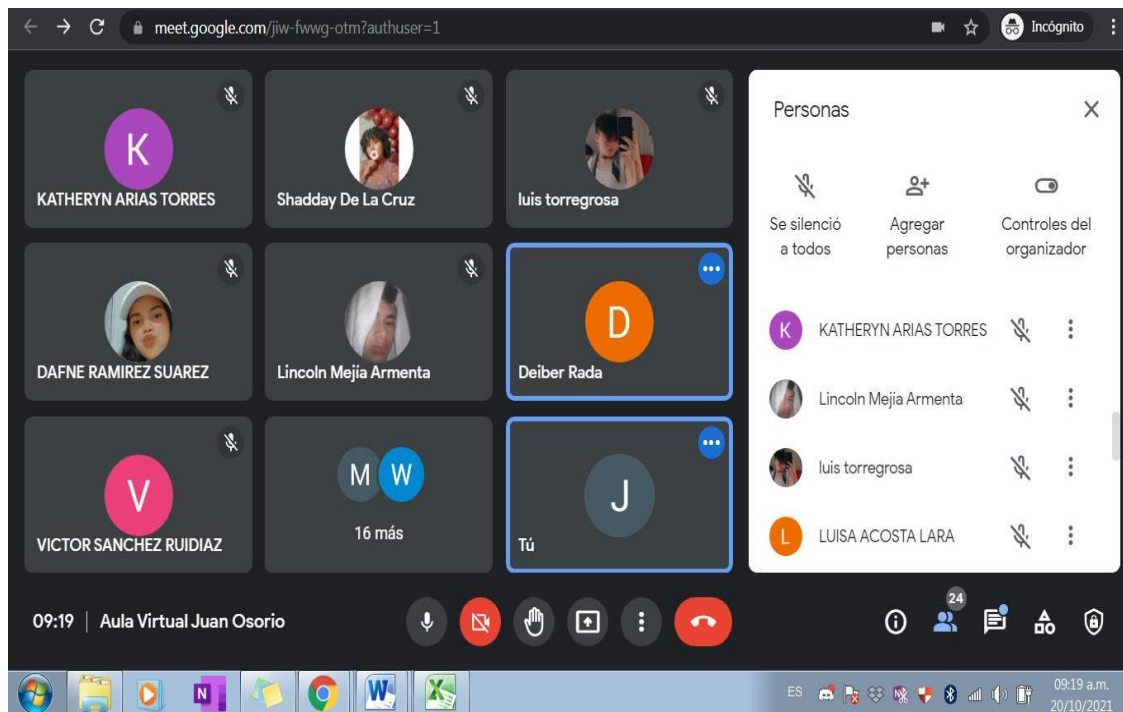 meet.google.com/jiw-fwwg-otm?authuser=1
Incógnito
K
KATHERYN ARIAS TORRES
Shadday De La Cruz
luis torregrosa
DAFNE RAMIREZ SUAREZ
Lincoln Mejía Armenta
D
Deiber Rada
V
VICTOR SANCHEZ RUIDIAZ
M W
16 más
J
Tú
Personas
Se silenció a todos
Agregar personas
Controles del organizador
K KATHERYN ARIAS TORRES
Lincoln Mejía Armenta
luis torregrosa
L LUISA ACOSTA LARA
09:19 | Aula Virtual Juan Osorio
24
N
W
X
ES
09:19 a.m.
20/10/2021